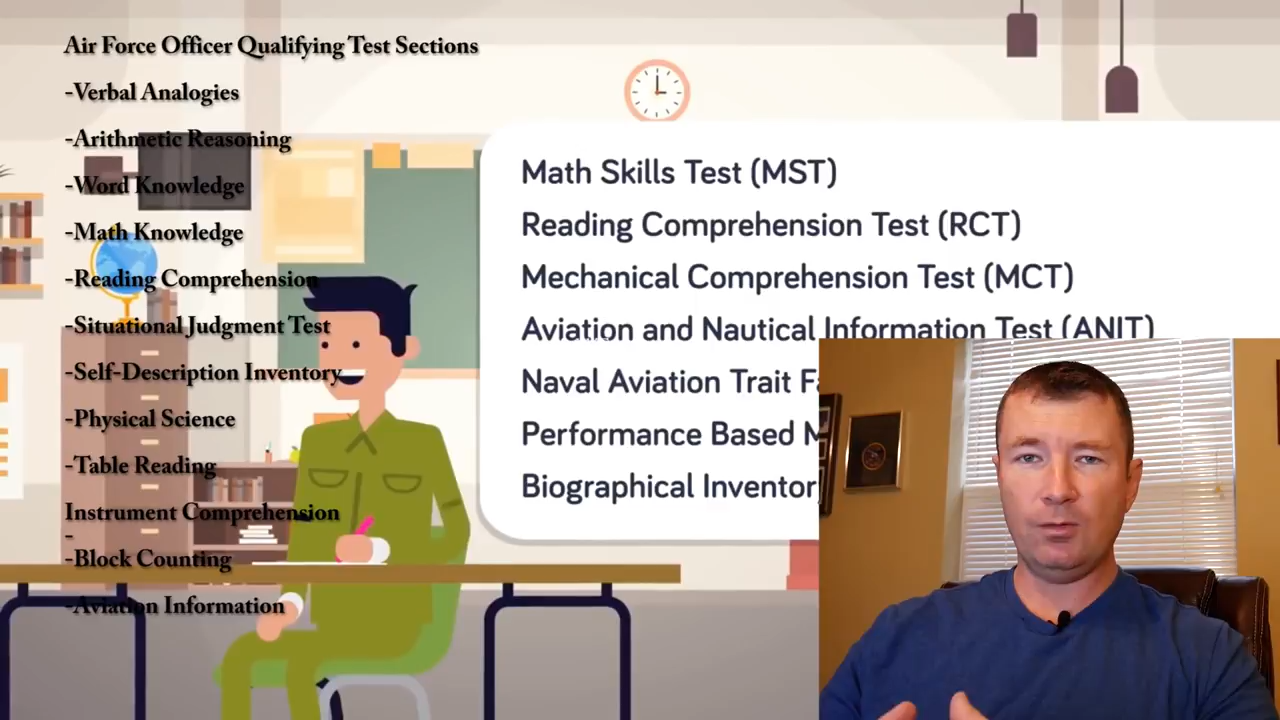 Air Force Officer Qualifying Test Sections
-Verbal Analogies
-Arithmetic Reasoning
-Word Knowledge
-Math Knowledge
-Reading Comprehension
-Situational Judgment Test
-Self-Description Inventory
-Physical Science
-Table Reading
Instrument Comprehension
-
-Block Counting
-Aviation Information
Math Skills Test (MST)
Reading Comprehension Test (RCT)
Mechanical Comprehension Test (MCT)
Aviation and Nautical Information Test (ANIT)
Naval Aviation Trait
Performance Based
Biographical